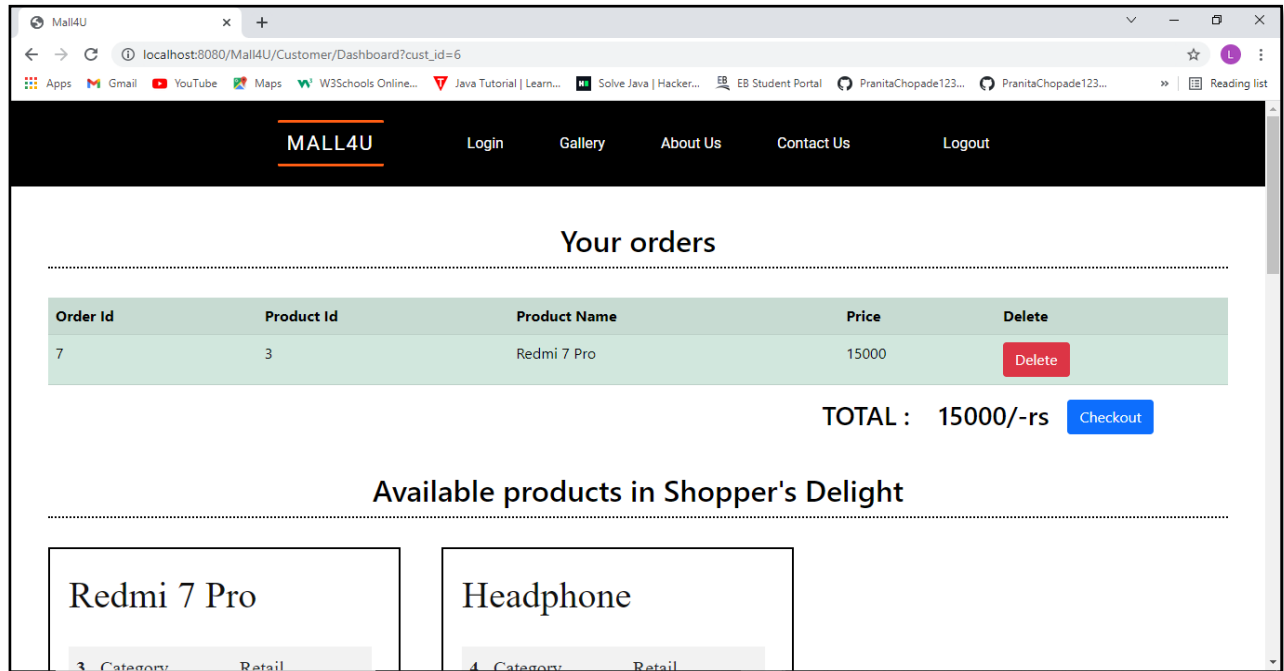 Mall4U
localhost:8080/Mall4U/Customer/Dashboard?cust_id=6
L
Apps Gmail YouTube Maps W3Schools Online... Java Tutorial | Learn... Solve Java | Hacker... EB Student Portal PranitaChopade123... PranitaChopade123... » Reading list
MALL4U Login Gallery About Us Contact Us Logout
Your orders
Order Id Product Id Product Name Price Delete
7 3 Redmi 7 Pro 15000 Delete
TOTAL : 15000/-rs Checkout
Available products in Shopper's Delight
Redmi 7 Pro Headphone
3 Category Retail 4 Category Retail